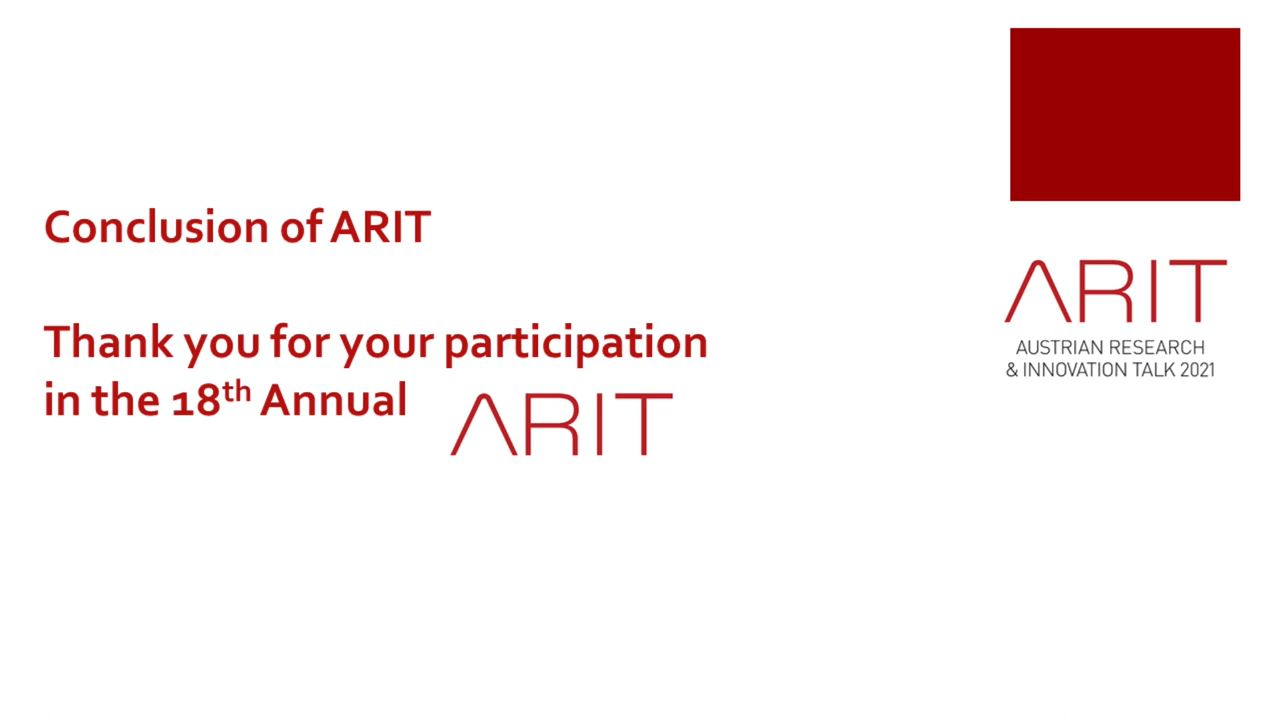 Conclusion of ARIT
Thank you for your participation
in the 18th Annual ARIT
ARIT
AUSTRIAN RESEARCH
& INNOVATION TALK 2021